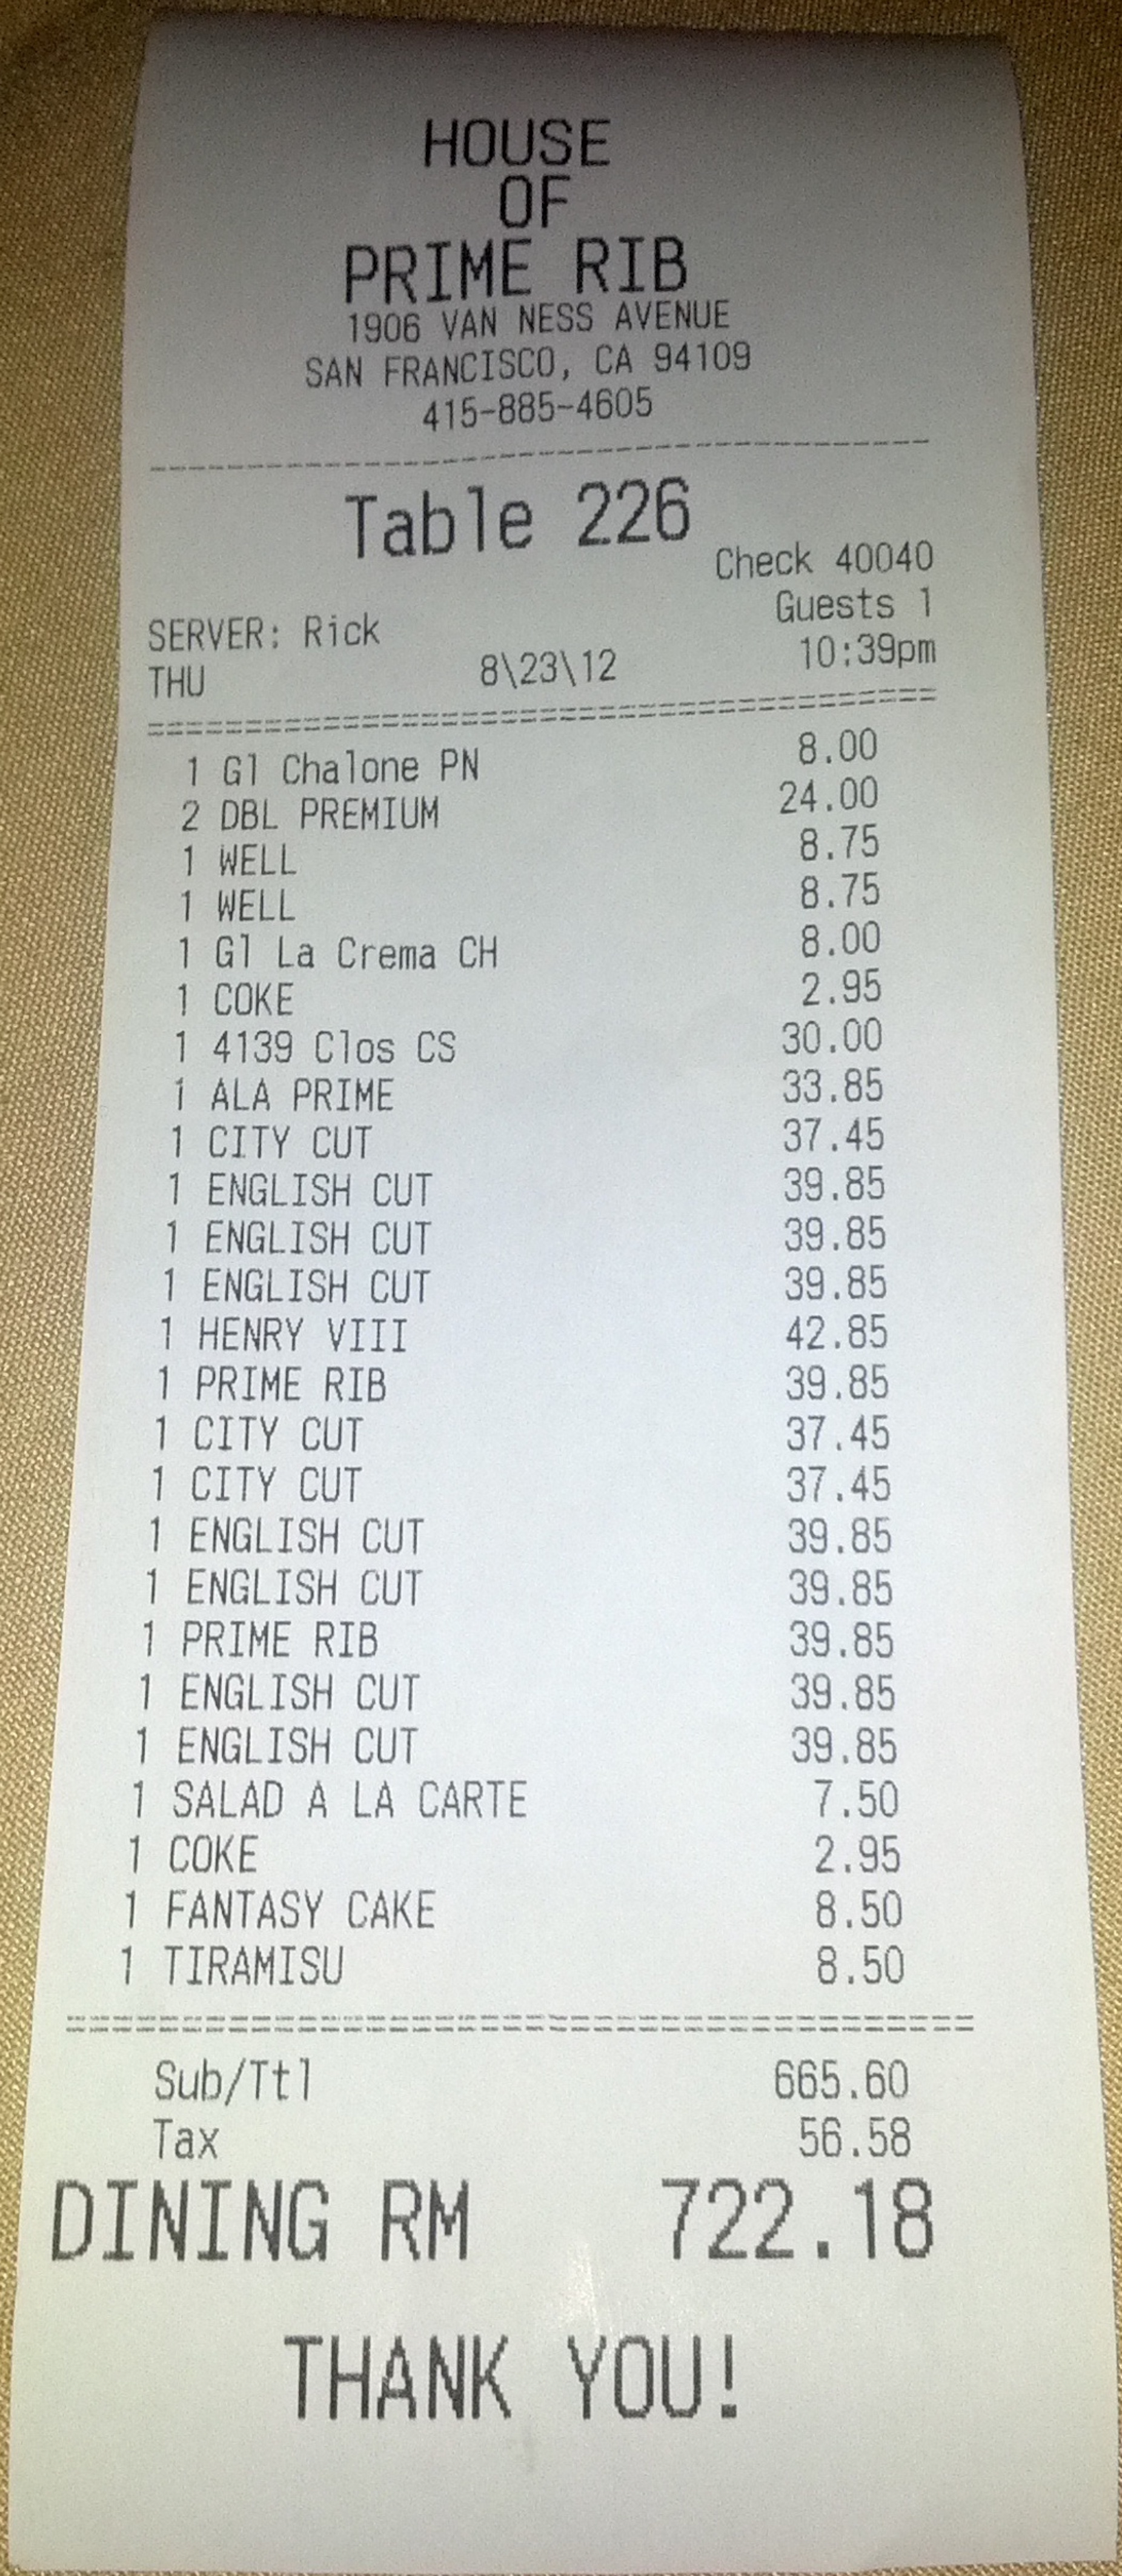 HOUSE
OF
PRIME RIB
1906 VAN NESS AVENUE
SAN FRANCISCO, CA 94109
415-885-4605
Table 226
Check 40040
SERVER: Rick Guests 1
THU 8\23\12 10:39pm
1 Gl Chalone PN 8.00
2 DBL PREMIUM 24.00
1 WELL 8.75
1 WELL 8.75
1 Gl La Crema CH 8.00
1 COKE 2.95
1 4139 Clos CS 30.00
1 ALA PRIME 33.85
1 CITY CUT 37.45
1 ENGLISH CUT 39.85
1 ENGLISH CUT 39.85
1 ENGLISH CUT 39.85
1 HENRY VIII 42.85
1 PRIME RIB 39.85
1 CITY CUT 37.45
1 CITY CUT 37.45
1 ENGLISH CUT 39.85
1 ENGLISH CUT 39.85
1 PRIME RIB 39.85
1 ENGLISH CUT 39.85
1 ENGLISH CUT 39.85
1 SALAD A LA CARTE 7.50
1 COKE 2.95
1 FANTASY CAKE 8.50
1 TIRAMISU 8.50
Sub/Ttl 665.60
Tax 56.58
DINING RM 722.18
THANK YOU!